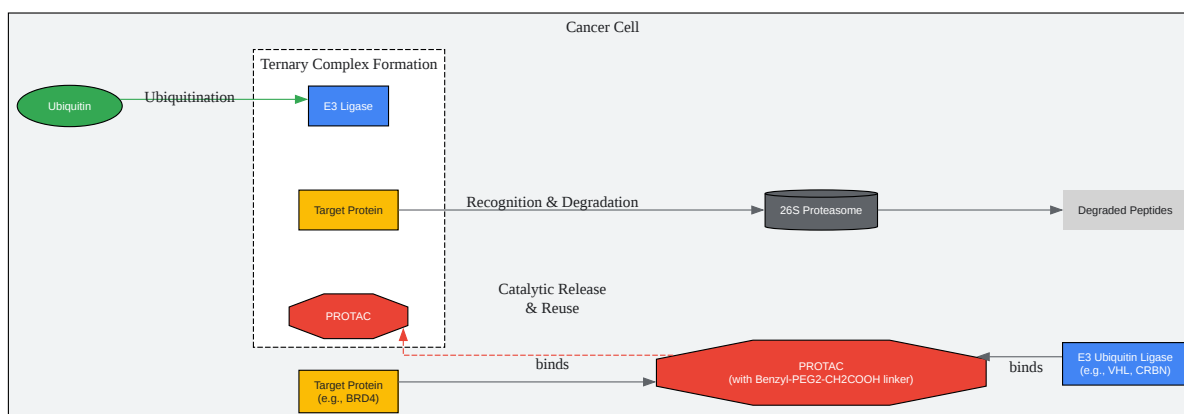 Cancer Cell
Ternary Complex Formation
Ubiquitin
Ubiquitination
E3 Ligase
Target Protein
Recognition & Degradation
26S Proteasome
Degraded Peptides
PROTAC
Catalytic Release
& Reuse
Target Protein
(e.g., BRD4)
binds
PROTAC
(with Benzyl-PEG2-CH2COOH linker)
binds
E3 Ubiquitin Ligase
(e.g., VHL, CRBN)